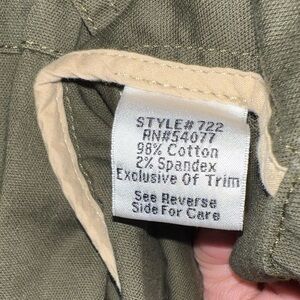 STYLE# 722
RN#54077
98% Cotton
2% Spandex
Exclusive Of Trim
See Reverse
Side For Care